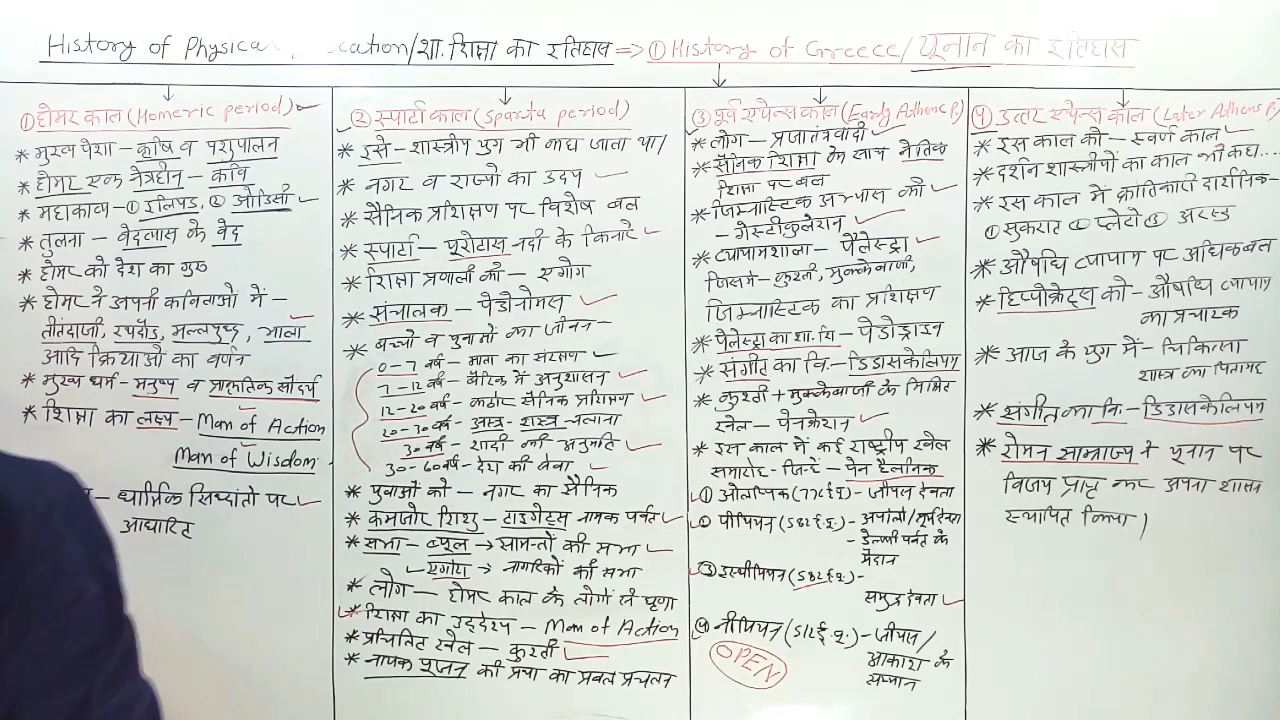 History of Physica cation/शा. शिक्षा का इतिहास => ① History of Greece/यूनान का इतिहास
① होमर काल (Homeric period)
* मुख्य पेशा – कृषि व पशुपालन
* होमर एक नेत्रहीन – कवि
* महाकाव्य – ① इलियड, ② ओडिसी
* तुलना – वेदव्यास के वेद
* होमर को देश का गुरु
* होमर ने अपनी कविताओं में –
तीरंदाजी, रथदौड़, मल्लयुद्ध, भाला
आदि क्रियाओं का वर्णन
* मुख्य धर्म – मनुष्य व प्राकृतिक सौंदर्य
* शिक्षा का लक्ष्य – Man of Action
Man of Wisdom
– धार्मिक सिद्धांतो पर
आधारित
② स्पार्टा काल (Sparta period)
* इसे – शास्त्रीय युग भी कहा जाता था।
* नगर व राज्यों का उदय
* सैनिक प्रशिक्षण पर विशेष बल
* स्पार्टा – यूरोटास नदी के किनारे
* शिक्षा प्रणाली को – एगोग
* संचालक – पेडोनोमस
* बच्चों व युवाओं का जीवन –
0 – 7 वर्ष – माता का संरक्षण
7 – 12 वर्ष – बैरिक में अनुशासन
12 – 20 वर्ष – कठोर सैनिक प्रशिक्षण
20 – 30 वर्ष – अस्त्र – शस्त्र चलाना
30 वर्ष – शादी की अनुमति
30 – 60 वर्ष – देश की सेवा
* युवाओं को – नगर का सैनिक
* कमजोर शिशु – टाइगेट्स नामक पर्वत
* सभा – ब्यूल → सामन्तों की सभा
एगोरा → नागरिकों की सभा
* लोग – होमर काल के लोगों से घृणा
* शिक्षा का उद्देश्य – Man of Action
* प्रचलित खेल – कुश्ती
* नायक पूजन की प्रथा का प्रबल प्रचलन
③ पूर्व एथेन्स काल (Early Athens P.)
* लोग – प्रजातंत्रवादी
* सैनिक शिक्षा के साथ नैतिक
शिक्षा पर बल
* जिम्नास्टिक अभ्यास को
– गेस्टीकुलेशन
* व्यायामशाला – पैलेस्ट्रा
जिसमे – कुश्ती, मुक्केबाजी,
जिम्नास्टिक का प्रशिक्षण
* पैलेस्ट्रा का शा. शि – पेडोट्राइब
* संगीत का शि. – डिडासकेलियम
* कुश्ती + मुक्केबाजी के मिश्रित
खेल – पेनक्रेशन
* इस काल में कई राष्ट्रीय खेल
समारोह – जिन्हें – पेन हैलनिक
① ओलम्पिक (776 ई.पू) – जीयस देवता
② पीथियन (582 ई.पू.) – अपोलो/सूर्य देवता
– डेल्फी पर्वत के
मैदान
③ इस्थीमियन (582 ई.पू) –
समुद्र देवता
④ नीमियन (516 ई.पू.) – जीयस/
आकाश के
सम्मान
OPEN
④ उत्तर एथेन्स काल (Later Athens P.)
* इस काल को – स्वर्ण काल
* दर्शन शास्त्रीयों का काल भी कहा...
* इस काल में क्रांतिकारी दार्शनिक –
① सुकरात ② प्लेटो ③ अरस्तु
* औषधि व्यायाम पर अधिक बल
* हिप्पोक्रेट्स को – औषधि व्यायाम
का प्रचारक
* आज के युग में – चिकित्सा
शास्त्र का पितामह
* संगीत का शि. – डिडासकेलियम
* रोमन साम्राज्य ने यूनान पर
विजय प्राप्त कर अपना शासन
स्थापित किया।